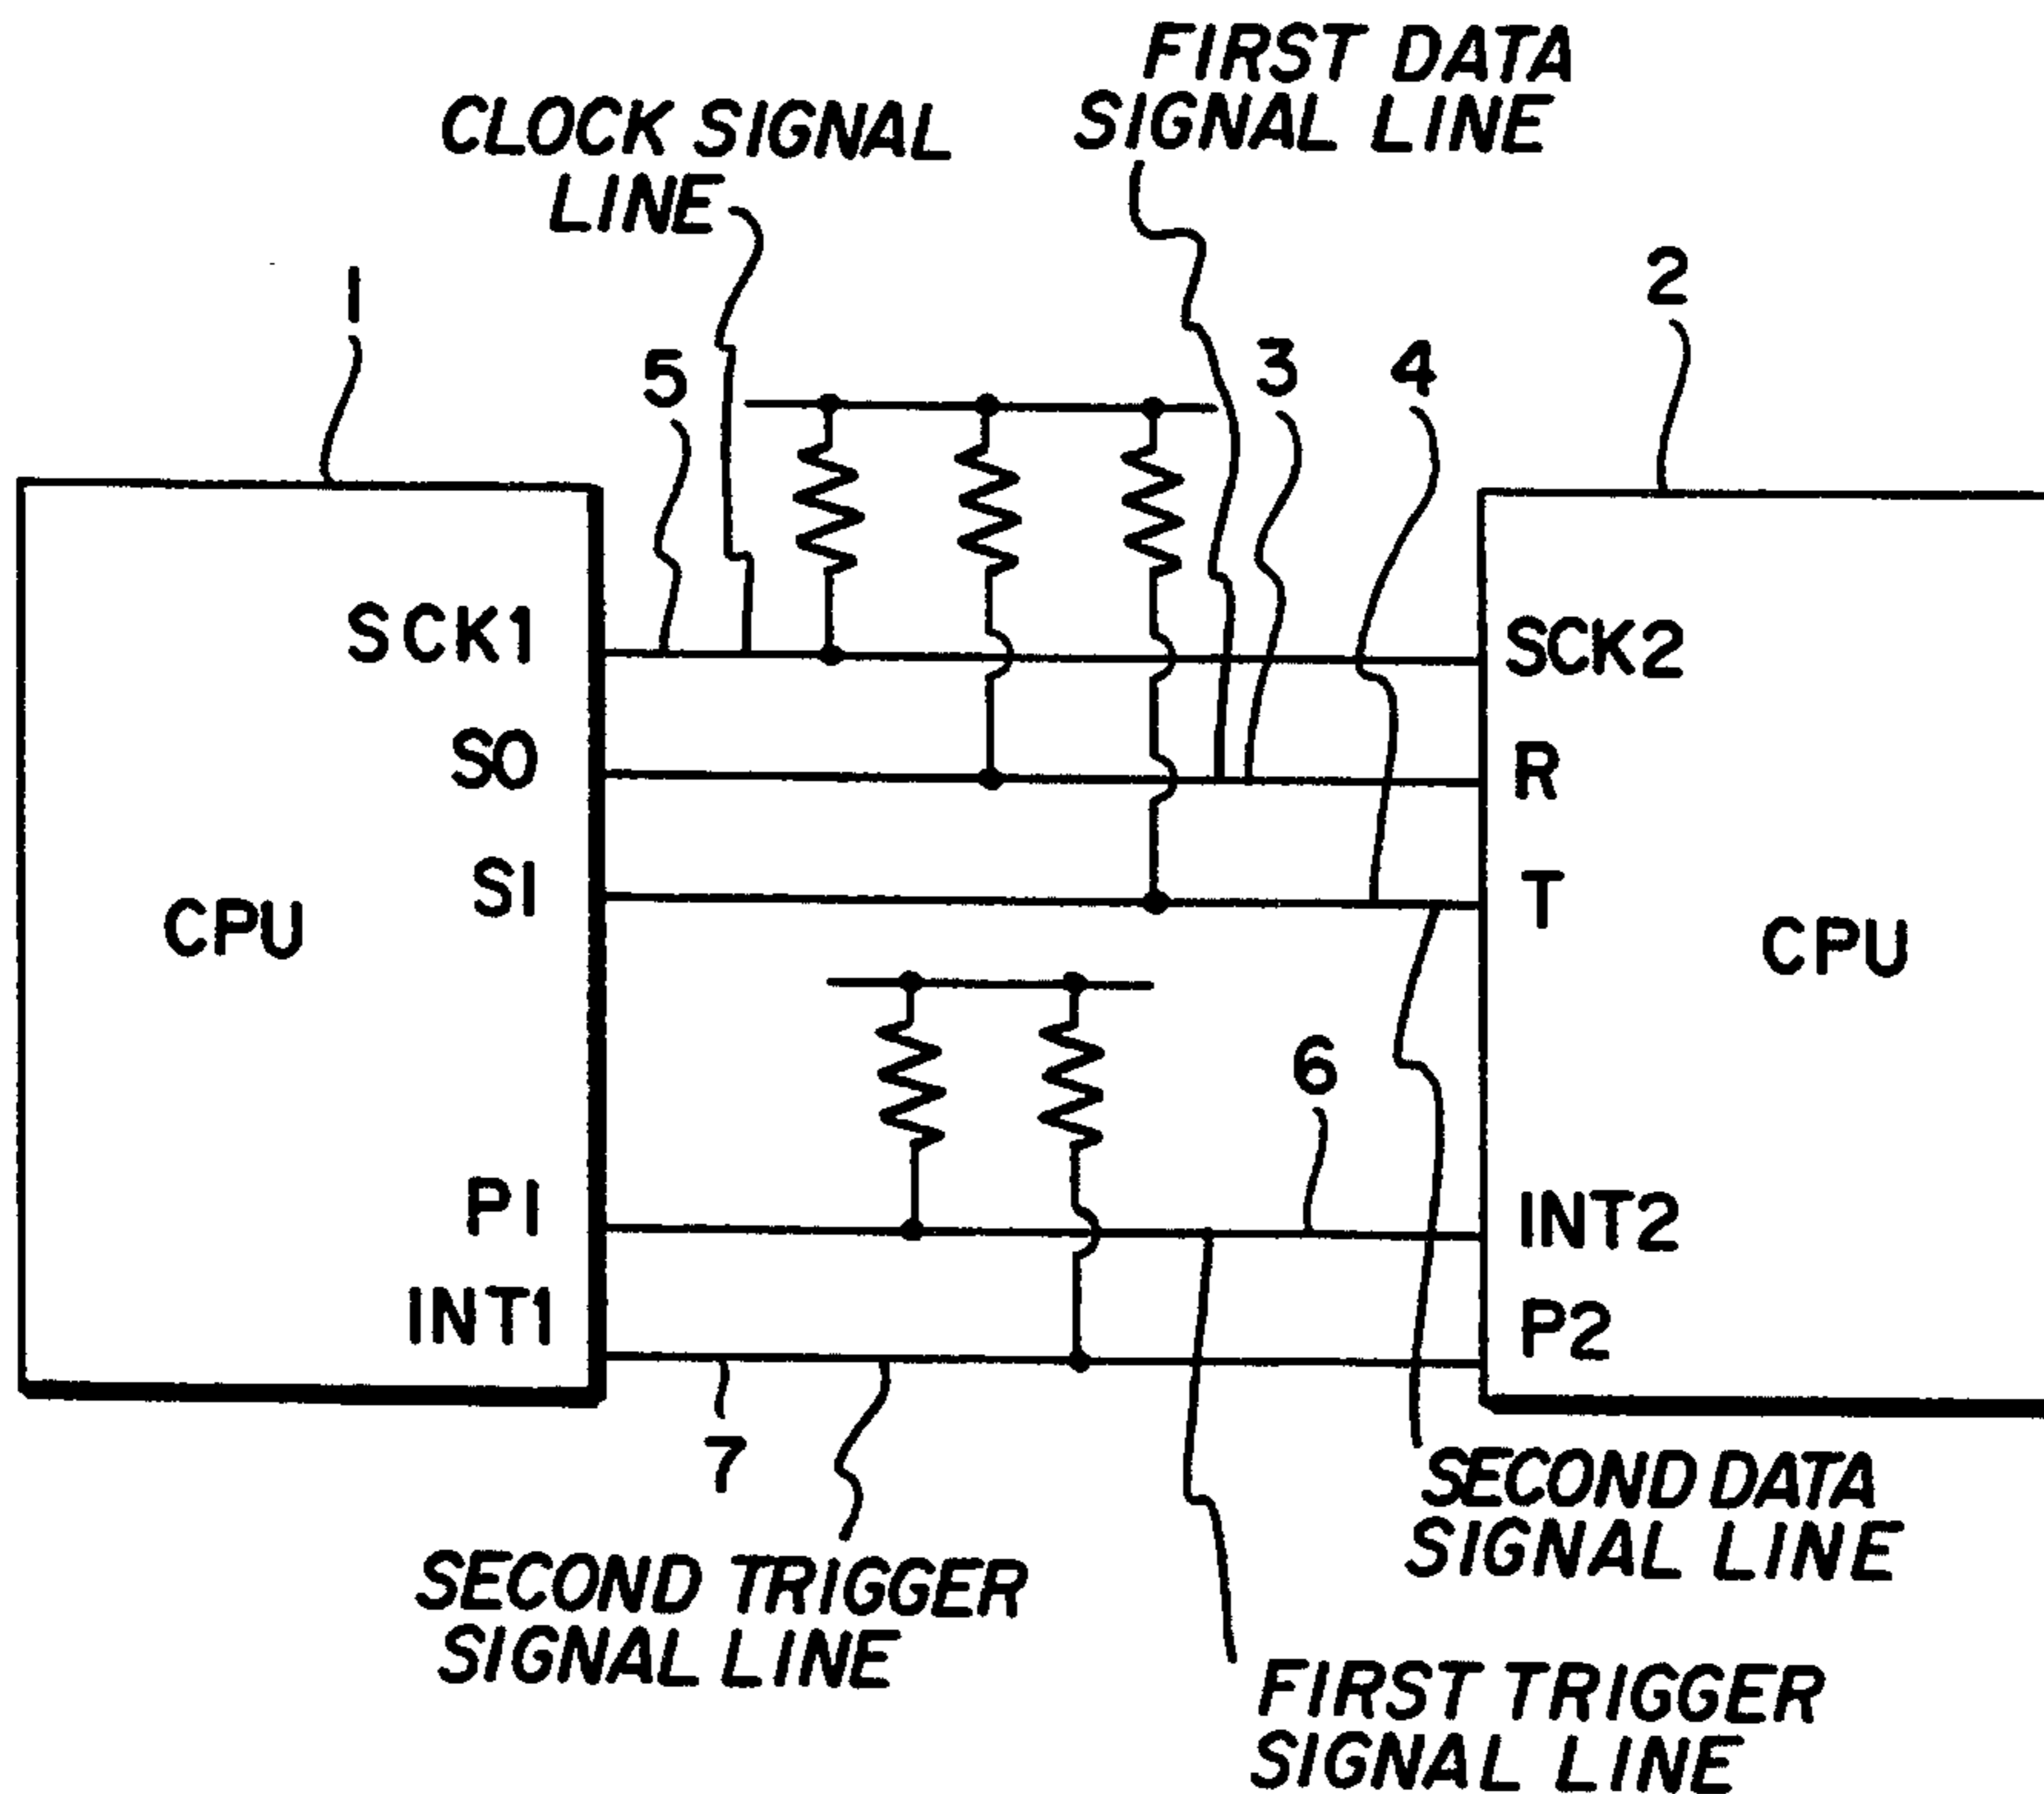 FIRST DATA
SIGNAL LINE
CLOCK SIGNAL
LINE
1
2
5
3
4
SCK1
SCK2
SO
R
SI
T
CPU
CPU
6
P1
INT2
INT1
P2
7
SECOND DATA
SIGNAL LINE
SECOND TRIGGER
SIGNAL LINE
FIRST TRIGGER
SIGNAL LINE